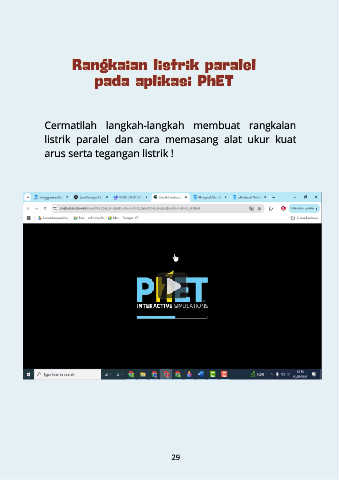 Rangkaian listrik paralel
pada aplikasi PhET
Cermatilah langkah-langkah membuat rangkaian
listrik paralel dan cara memasang alat ukur kuat
arus serta tegangan listrik !
PhET
INTERACTIVE SIMULATIONS
Type here to search
29